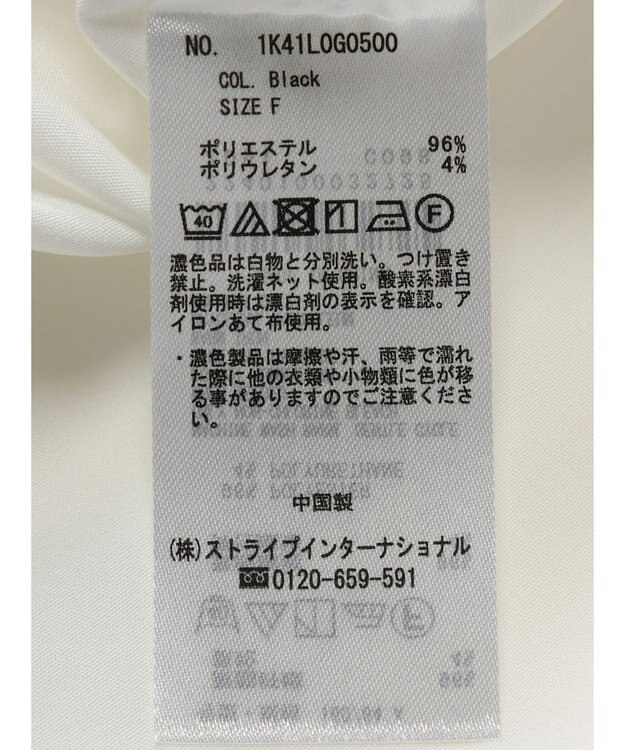 NO. 1K41L0G0500
COL. Black
SIZE F
ポリエステル 96%
ポリウレタン 4%
40 F
濃色品は白物と分別洗い。つけ置き
禁止。洗濯ネット使用。酸素系漂白
剤使用時は漂白剤の表示を確認。ア
イロンあて布使用。
・濃色製品は摩擦や汗、雨等で濡れ
た際に他の衣類や小物類に色が移
る事がありますのでご注意くださ
い。
中国製
(株)ストライプインターナショナル
0120-659-591